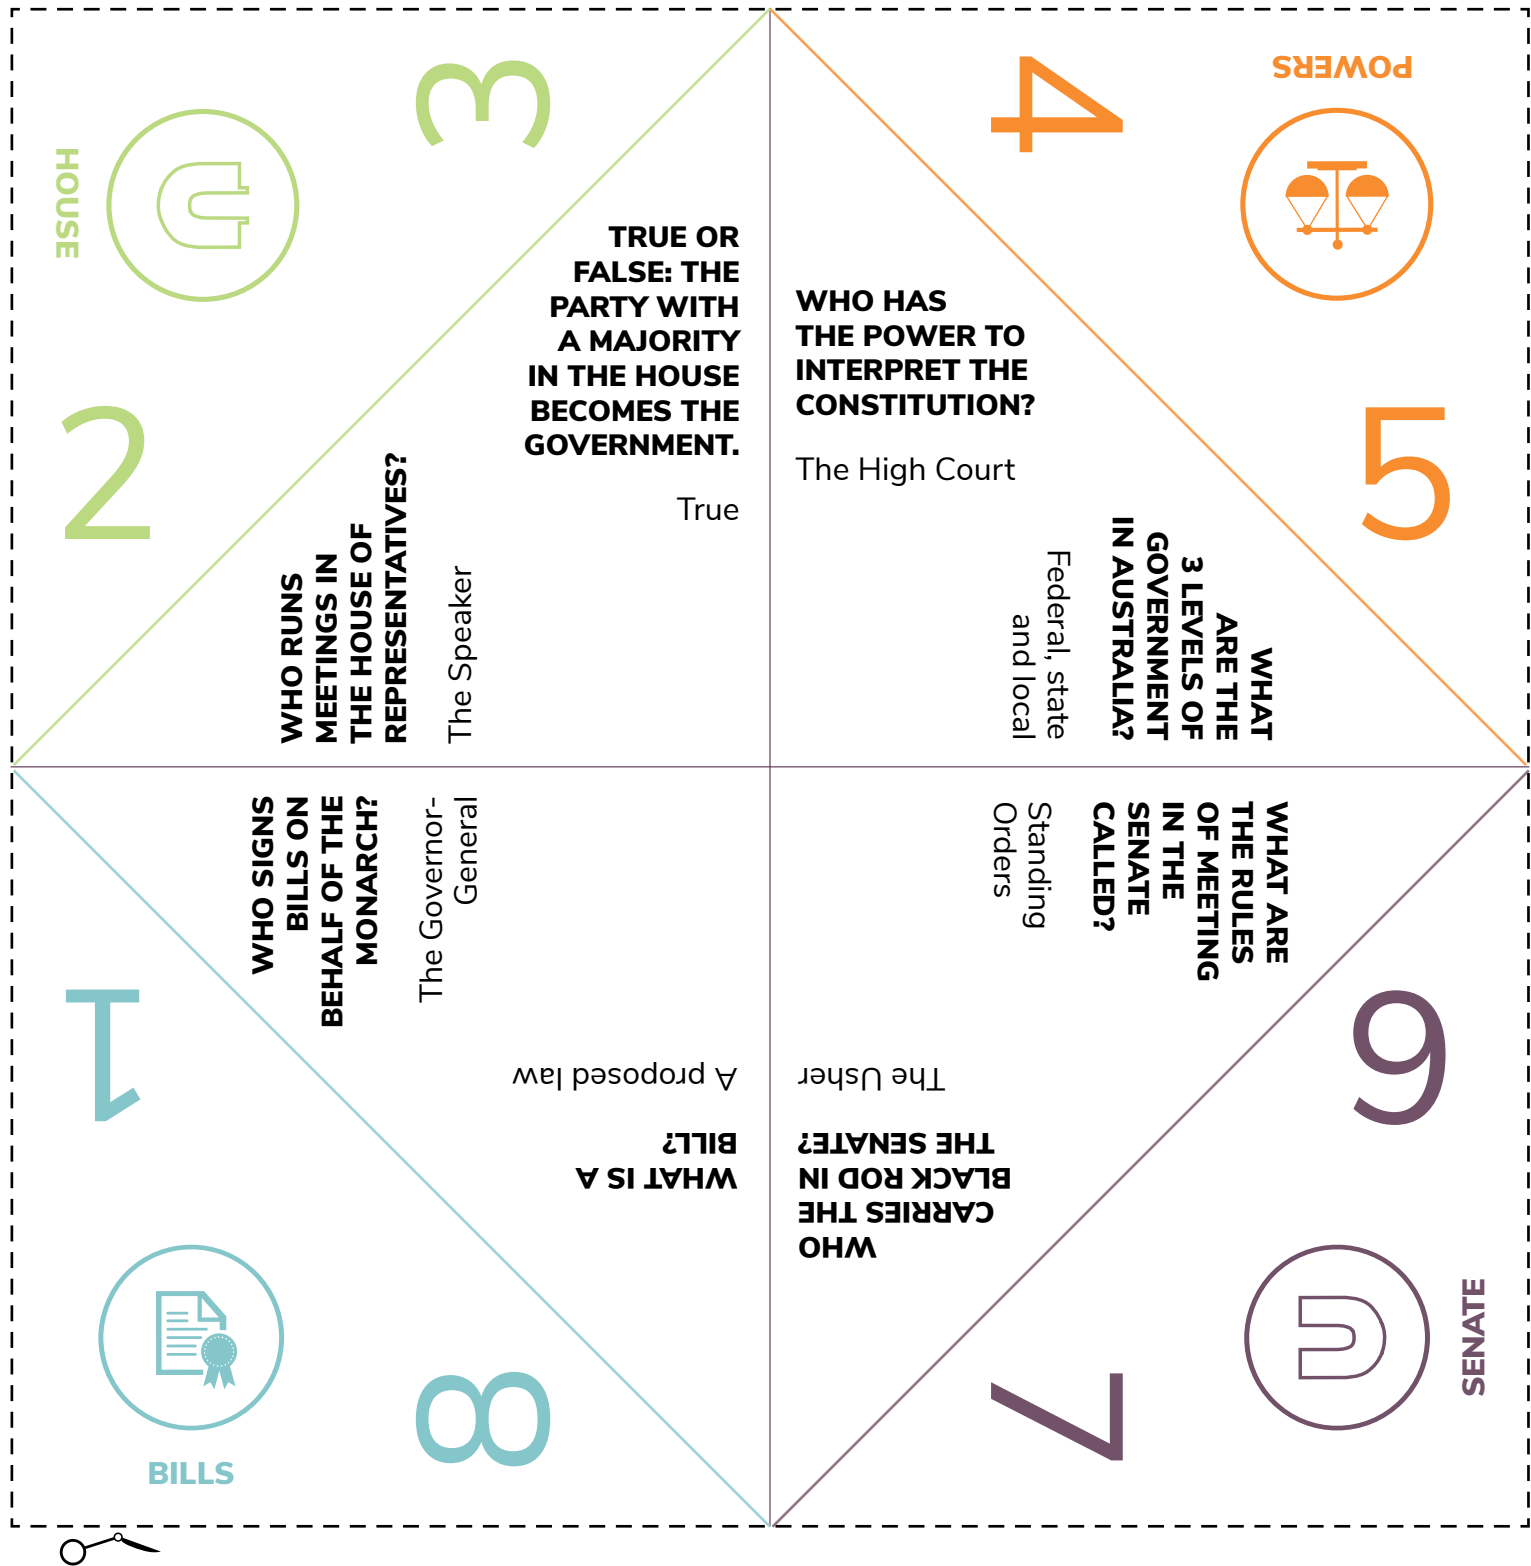 HOUSE
3
2
TRUE OR
FALSE: THE
PARTY WITH
A MAJORITY
IN THE HOUSE
BECOMES THE
GOVERNMENT.
True
WHO RUNS
MEETINGS IN
THE HOUSE OF
REPRESENTATIVES?
The Speaker
POWERS
4
5
WHO HAS
THE POWER TO
INTERPRET THE
CONSTITUTION?
The High Court
WHAT
ARE THE
3 LEVELS OF
GOVERNMENT
IN AUSTRALIA?
Federal, state
and local
WHO SIGNS
BILLS ON
BEHALF OF THE
MONARCH?
The Governor-
General
1
WHAT IS A
BILL?
A proposed law
8
BILLS
WHAT ARE
THE RULES
OF MEETING
IN THE
SENATE
CALLED?
Standing
Orders
6
WHO
CARRIES THE
BLACK ROD IN
THE SENATE?
The Usher
7
SENATE